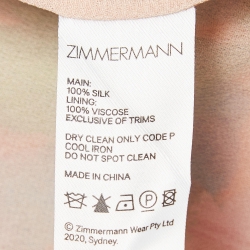 ZIMMERMANN
MAIN:
100% SILK
LINING:
100% VISCOSE
EXCLUSIVE OF TRIMS
DRY CLEAN ONLY CODE P
COOL IRON
DO NOT SPOT CLEAN
MADE IN CHINA
P
© Zimmermann Wear Pty Ltd
2020, Sydney.